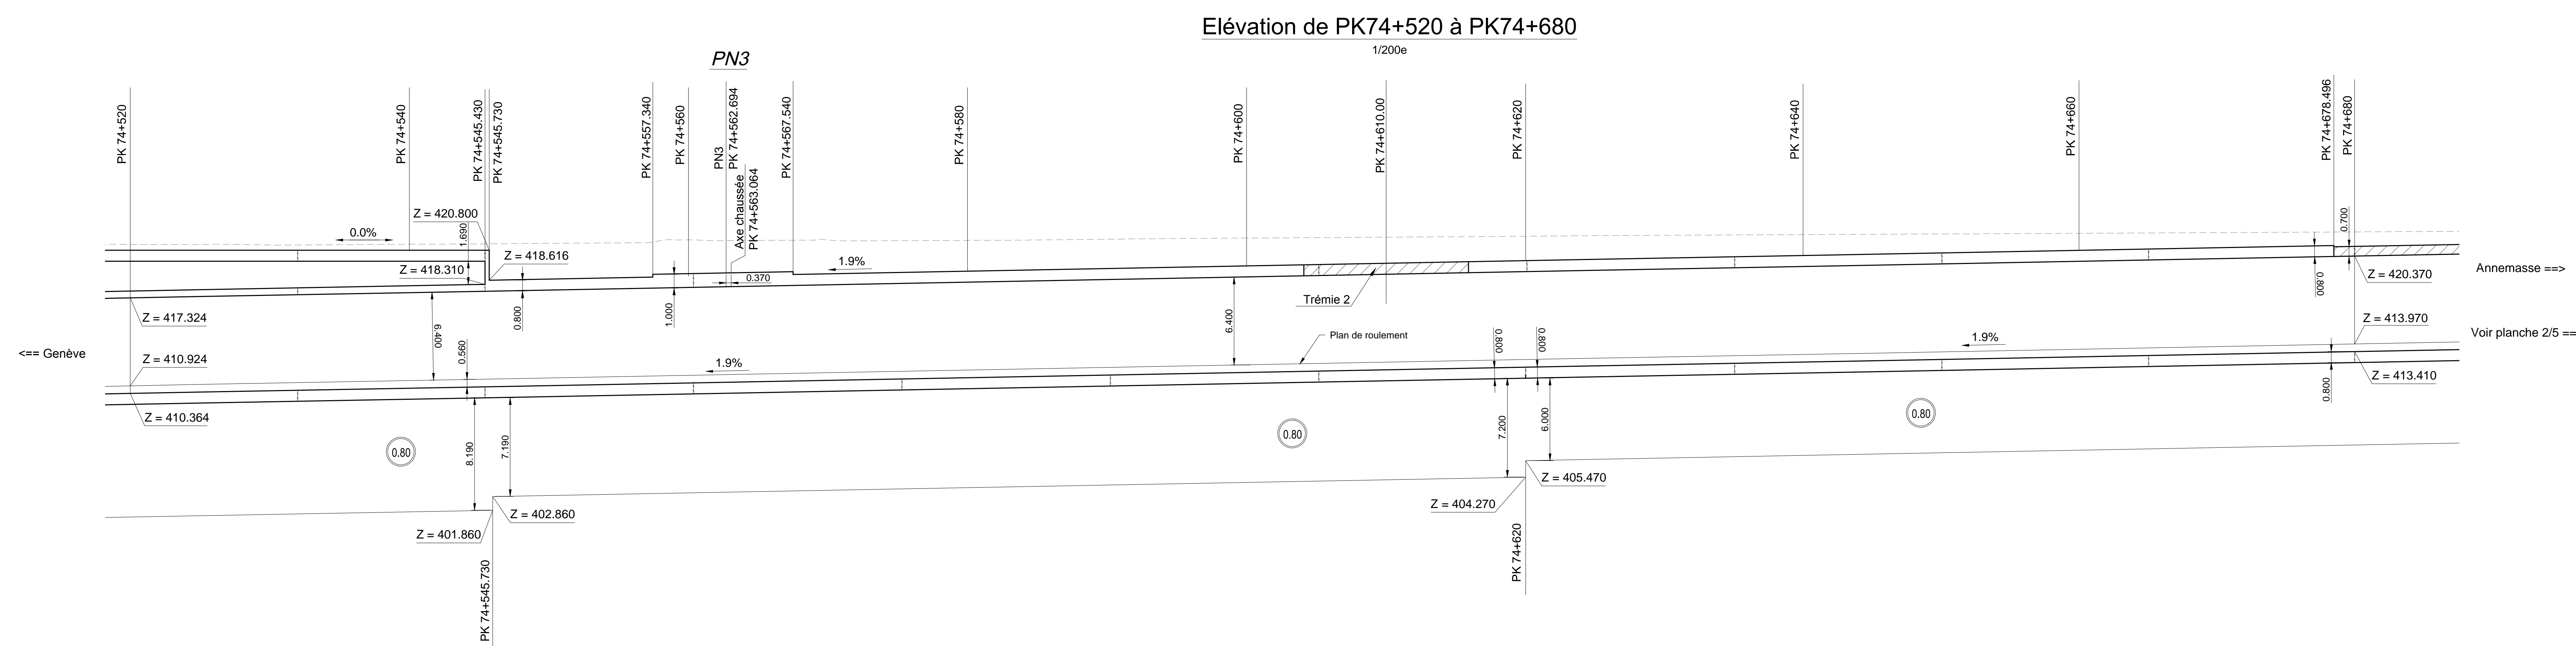 Elévation de PK74+520 à PK74+680
1/200e
PN3
PK 74+520
PK 74+540
PK 74+545.430
PK 74+545.730
PK 74+557.340
PK 74+560
PN3
PK 74+562.694
Axe chaussée
PK 74+563.064
PK 74+567.540
PK 74+580
PK 74+600
PK 74+610.00
PK 74+620
PK 74+640
PK 74+660
PK 74+678.496
PK 74+680
0.0%
Z = 420.800
1.690
Z = 418.616
Z = 418.310
1.9%
0.370
0.700
Annemasse ==>
Z = 420.370
0.800
Trémie 2
Z = 417.324
0.800
1.000
6.400
6.400
Z = 413.970
Plan de roulement
Voir planche 2/5 ==
<== Genève
Z = 410.924
0.560
1.9%
0.800
0.800
1.9%
Z = 413.410
0.800
Z = 410.364
0.80
8.190
7.190
0.80
7.200
6.000
0.80
Z = 405.470
Z = 404.270
Z = 402.860
Z = 401.860
PK 74+545.730
PK 74+620